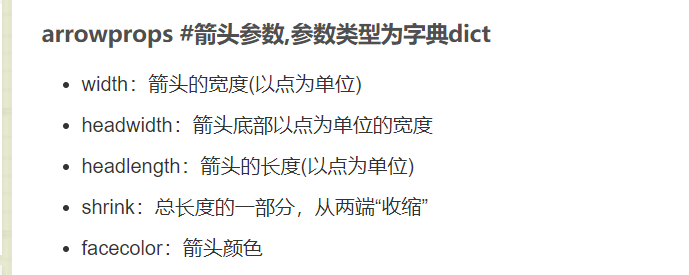 arrowprops #箭头参数,参数类型为字典dict
width：箭头的宽度(以点为单位)
headwidth：箭头底部以点为单位的宽度
headlength：箭头的长度(以点为单位)
shrink：总长度的一部分，从两端“收缩”
facecolor：箭头颜色